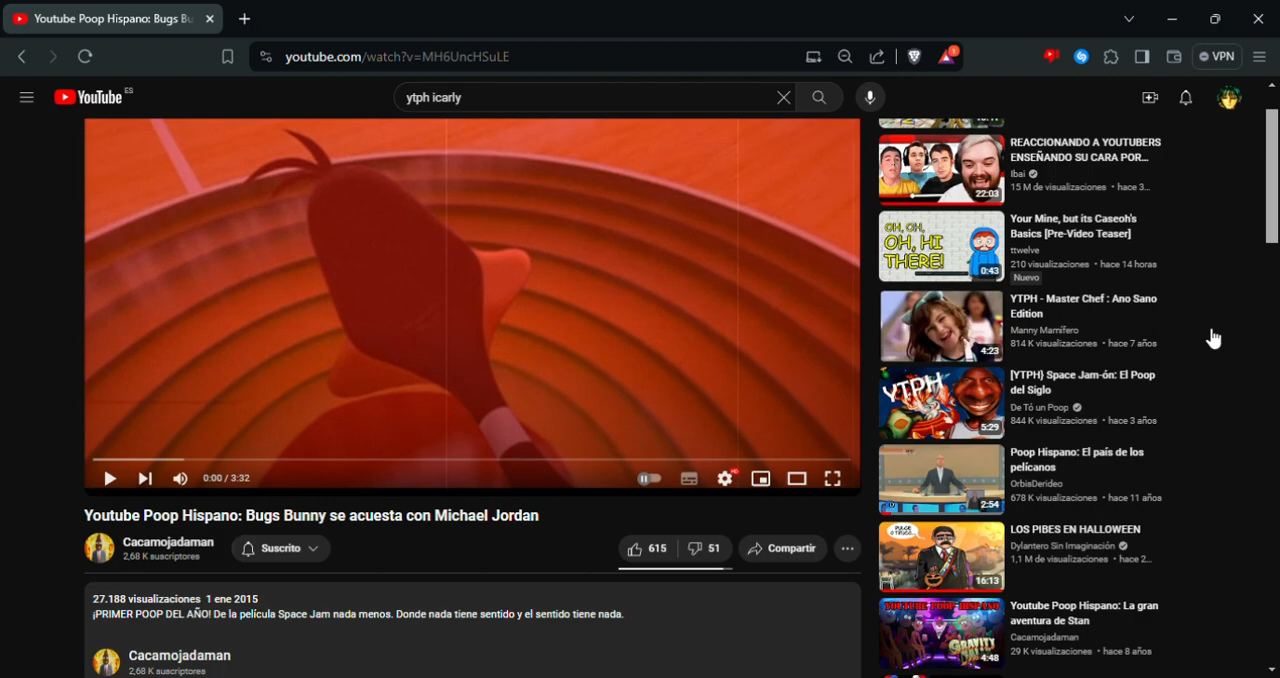 Youtube Poop Hispano: Bugs Bu
youtube.com/watch?v=MH6UncHSuLE
1
VPN
YouTube ES
ytph icarly
0:00 / 3:32
HD
Youtube Poop Hispano: Bugs Bunny se acuesta con Michael Jordan
Cacamojadaman
2,68 K suscriptores
Suscrito
615
51
Compartir
27.188 visualizaciones 1 ene 2015
¡PRIMER POOP DEL AÑO! De la película Space Jam nada menos. Donde nada tiene sentido y el sentido tiene nada.
Cacamojadaman
2,68 K suscriptores
REACCIONANDO A YOUTUBERS
ENSEÑANDO SU CARA POR...
Ibai
15 M de visualizaciones • hace 3...
22:03
Your Mine, but its Caseoh's
Basics [Pre-Video Teaser]
ttwelve
210 visualizaciones • hace 14 horas
Nuevo
OH, OH,
OH, HI
THERE!
0:43
YTPH - Master Chef : Ano Sano
Edition
Manny Mamífero
814 K visualizaciones • hace 7 años
4:23
[YTPH} Space Jam-ón: El Poop
del Siglo
De Tó un Poop
844 K visualizaciones • hace 3 años
YTPH
5:29
Poop Hispano: El país de los
pelícanos
OrbisDerideo
678 K visualizaciones • hace 11 años
2:54
LOS PIBES EN HALLOWEEN
Dylantero Sin Imaginación
1,1 M de visualizaciones • hace 2...
16:13
Youtube Poop Hispano: La gran
aventura de Stan
Cacamojadaman
29 K visualizaciones • hace 8 años
YOUTUBE POOP HISPANO
GRAVITY
4:48